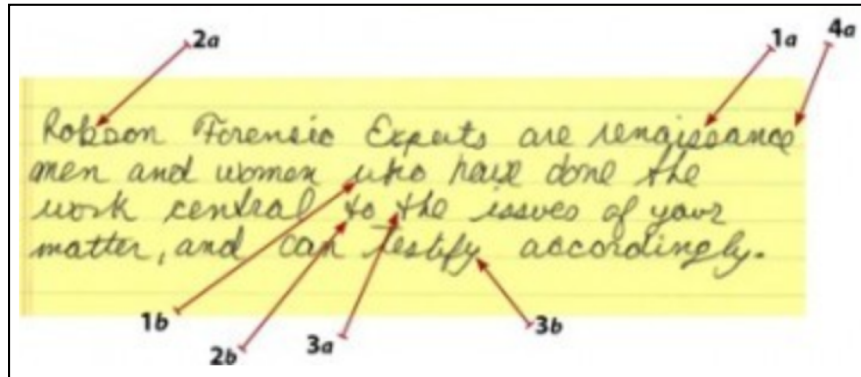 2a 1a 4a
Robson Forensic Experts are renaissance
men and women who have done the
work central to the issues of your
matter, and can testify accordingly.
1b 2b 3a 3b